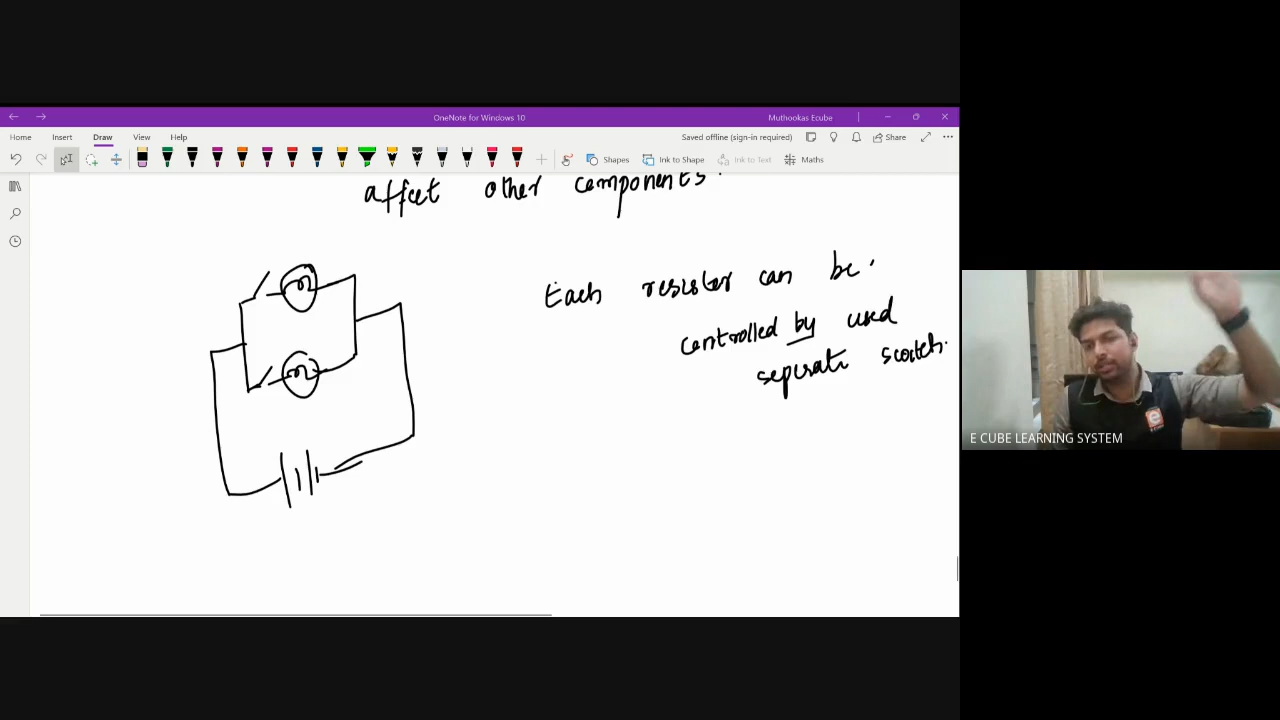 OneNote for Windows 10
Muthookas Ecube
Home Insert Draw View Help
Saved offline (sign-in required)
Share
Shapes
Ink to Shape
Ink to Text
Maths
affect other components.
Each resistor can be
controlled by used
seperate switch.
E CUBE LEARNING SYSTEM